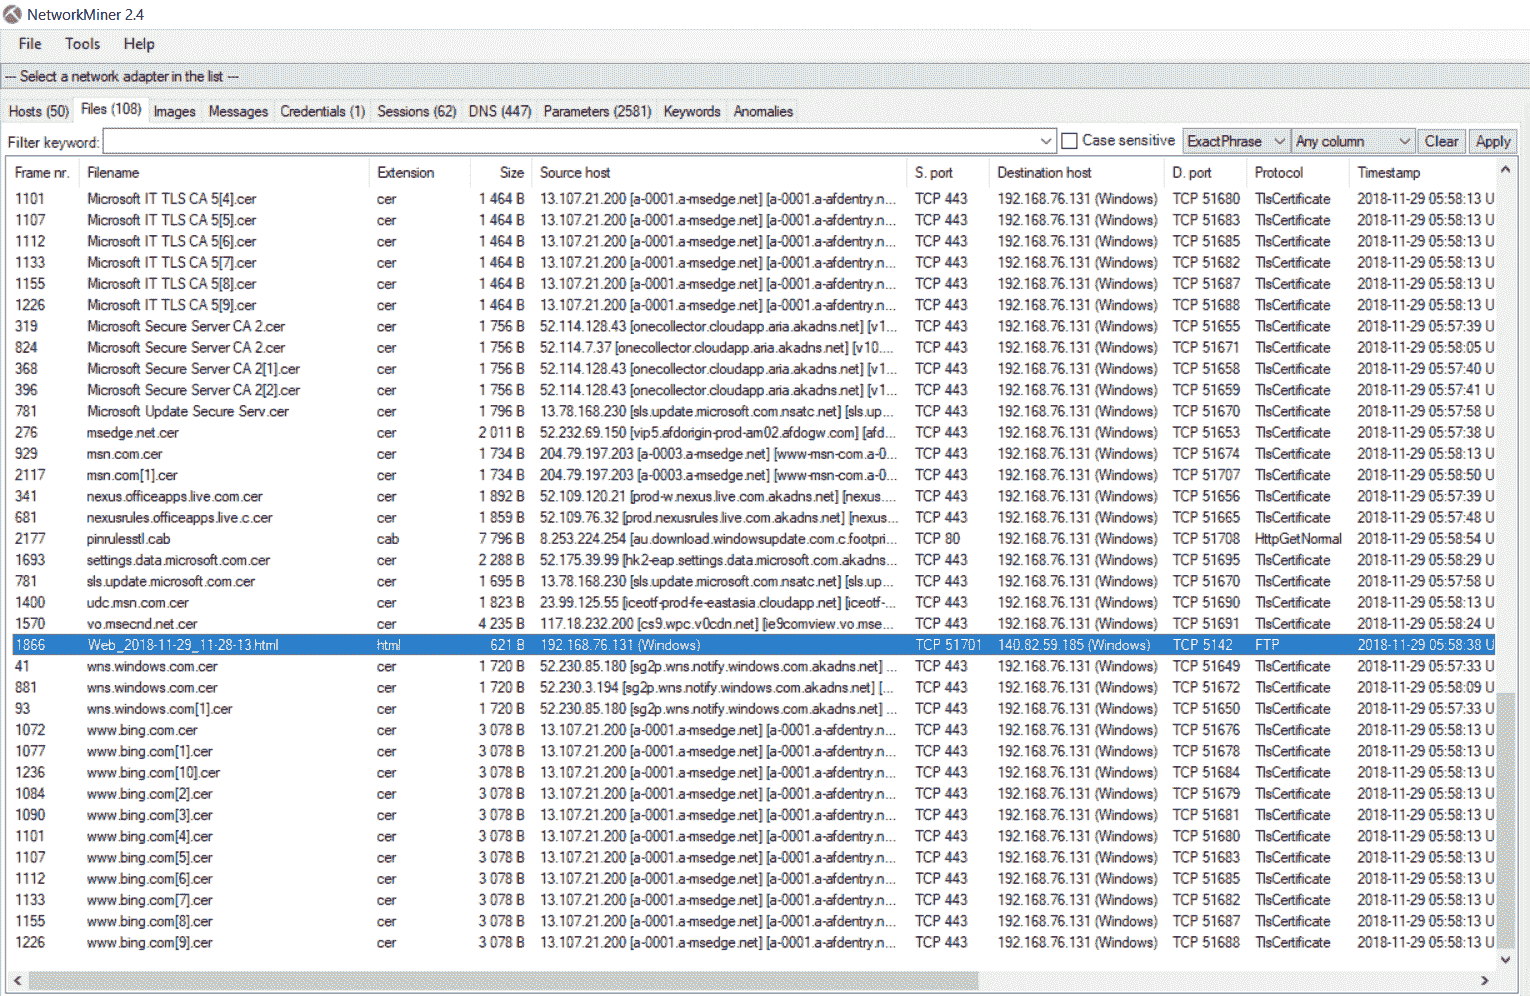 NetworkMiner 2.4
File Tools Help
--- Select a network adapter in the list ---
Hosts (50) Files (108) Images Messages Credentials (1) Sessions (62) DNS (447) Parameters (2581) Keywords Anomalies
Filter keyword: Case sensitive ExactPhrase Any column Clear Apply
Frame nr. Filename Extension Size Source host S. port Destination host D. port Protocol Timestamp
1101 Microsoft IT TLS CA 5[4].cer cer 1 464 B 13.107.21.200 [a-0001.a-msedge.net] [a-0001.a-afdentry.n... TCP 443 192.168.76.131 (Windows) TCP 51680 TlsCertificate 2018-11-29 05:58:13 U
1107 Microsoft IT TLS CA 5[5].cer cer 1 464 B 13.107.21.200 [a-0001.a-msedge.net] [a-0001.a-afdentry.n... TCP 443 192.168.76.131 (Windows) TCP 51683 TlsCertificate 2018-11-29 05:58:13 U
1112 Microsoft IT TLS CA 5[6].cer cer 1 464 B 13.107.21.200 [a-0001.a-msedge.net] [a-0001.a-afdentry.n... TCP 443 192.168.76.131 (Windows) TCP 51685 TlsCertificate 2018-11-29 05:58:13 U
1133 Microsoft IT TLS CA 5[7].cer cer 1 464 B 13.107.21.200 [a-0001.a-msedge.net] [a-0001.a-afdentry.n... TCP 443 192.168.76.131 (Windows) TCP 51682 TlsCertificate 2018-11-29 05:58:13 U
1155 Microsoft IT TLS CA 5[8].cer cer 1 464 B 13.107.21.200 [a-0001.a-msedge.net] [a-0001.a-afdentry.n... TCP 443 192.168.76.131 (Windows) TCP 51687 TlsCertificate 2018-11-29 05:58:13 U
1226 Microsoft IT TLS CA 5[9].cer cer 1 464 B 13.107.21.200 [a-0001.a-msedge.net] [a-0001.a-afdentry.n... TCP 443 192.168.76.131 (Windows) TCP 51688 TlsCertificate 2018-11-29 05:58:13 U
319 Microsoft Secure Server CA 2.cer cer 1 756 B 52.114.128.43 [onecollector.cloudapp.aria.akadns.net] [v1... TCP 443 192.168.76.131 (Windows) TCP 51655 TlsCertificate 2018-11-29 05:57:39 U
824 Microsoft Secure Server CA 2.cer cer 1 756 B 52.114.7.37 [onecollector.cloudapp.aria.akadns.net] [v10.... TCP 443 192.168.76.131 (Windows) TCP 51671 TlsCertificate 2018-11-29 05:58:05 U
368 Microsoft Secure Server CA 2[1].cer cer 1 756 B 52.114.128.43 [onecollector.cloudapp.aria.akadns.net] [v1... TCP 443 192.168.76.131 (Windows) TCP 51658 TlsCertificate 2018-11-29 05:57:40 U
396 Microsoft Secure Server CA 2[2].cer cer 1 756 B 52.114.128.43 [onecollector.cloudapp.aria.akadns.net] [v1... TCP 443 192.168.76.131 (Windows) TCP 51659 TlsCertificate 2018-11-29 05:57:41 U
781 Microsoft Update Secure Serv.cer cer 1 796 B 13.78.168.230 [sls.update.microsoft.com.nsatc.net] [sls.up... TCP 443 192.168.76.131 (Windows) TCP 51670 TlsCertificate 2018-11-29 05:57:58 U
276 msedge.net.cer cer 2 011 B 52.232.69.150 [vip5.afdorigin-prod-am02.afdogw.com] [afd... TCP 443 192.168.76.131 (Windows) TCP 51653 TlsCertificate 2018-11-29 05:57:38 U
929 msn.com.cer cer 1 734 B 204.79.197.203 [a-0003.a-msedge.net] [www-msn-com.a-0... TCP 443 192.168.76.131 (Windows) TCP 51674 TlsCertificate 2018-11-29 05:58:13 U
2117 msn.com[1].cer cer 1 734 B 204.79.197.203 [a-0003.a-msedge.net] [www-msn-com.a-0... TCP 443 192.168.76.131 (Windows) TCP 51707 TlsCertificate 2018-11-29 05:58:50 U
341 nexus.officeapps.live.com.cer cer 1 892 B 52.109.120.21 [prod-w.nexus.live.com.akadns.net] [nexus.... TCP 443 192.168.76.131 (Windows) TCP 51656 TlsCertificate 2018-11-29 05:57:39 U
681 nexusrules.officeapps.live.c.cer cer 1 859 B 52.109.76.32 [prod.nexusrules.live.com.akadns.net] [nexus... TCP 443 192.168.76.131 (Windows) TCP 51665 TlsCertificate 2018-11-29 05:57:48 U
2177 pinrulesstl.cab cab 7 796 B 8.253.224.254 [au.download.windowsupdate.com.c.footpri... TCP 80 192.168.76.131 (Windows) TCP 51708 HttpGetNormal 2018-11-29 05:58:54 U
1693 settings.data.microsoft.com.cer cer 2 288 B 52.175.39.99 [hk2-eap.settings.data.microsoft.com.akadns... TCP 443 192.168.76.131 (Windows) TCP 51695 TlsCertificate 2018-11-29 05:58:29 U
781 sls.update.microsoft.com.cer cer 1 695 B 13.78.168.230 [sls.update.microsoft.com.nsatc.net] [sls.up... TCP 443 192.168.76.131 (Windows) TCP 51670 TlsCertificate 2018-11-29 05:57:58 U
1400 udc.msn.com.cer cer 1 823 B 23.99.125.55 [iceotf-prod-fe-eastasia.cloudapp.net] [iceotf-... TCP 443 192.168.76.131 (Windows) TCP 51690 TlsCertificate 2018-11-29 05:58:13 U
1570 vo.msecnd.net.cer cer 4 235 B 117.18.232.200 [cs9.wpc.v0cdn.net] [ie9comview.vo.mse... TCP 443 192.168.76.131 (Windows) TCP 51691 TlsCertificate 2018-11-29 05:58:24 U
1866 Web_2018-11-29_11-28-13.html html 621 B 192.168.76.131 (Windows) TCP 51701 140.82.59.185 (Windows) TCP 5142 FTP 2018-11-29 05:58:38 U
41 wns.windows.com.cer cer 1 720 B 52.230.85.180 [sg2p.wns.notify.windows.com.akadns.net] ... TCP 443 192.168.76.131 (Windows) TCP 51649 TlsCertificate 2018-11-29 05:57:33 U
881 wns.windows.com.cer cer 1 720 B 52.230.3.194 [sg2p.wns.notify.windows.com.akadns.net] [... TCP 443 192.168.76.131 (Windows) TCP 51672 TlsCertificate 2018-11-29 05:58:09 U
93 wns.windows.com[1].cer cer 1 720 B 52.230.85.180 [sg2p.wns.notify.windows.com.akadns.net] ... TCP 443 192.168.76.131 (Windows) TCP 51650 TlsCertificate 2018-11-29 05:57:33 U
1072 www.bing.com.cer cer 3 078 B 13.107.21.200 [a-0001.a-msedge.net] [a-0001.a-afdentry.n... TCP 443 192.168.76.131 (Windows) TCP 51676 TlsCertificate 2018-11-29 05:58:13 U
1077 www.bing.com[1].cer cer 3 078 B 13.107.21.200 [a-0001.a-msedge.net] [a-0001.a-afdentry.n... TCP 443 192.168.76.131 (Windows) TCP 51678 TlsCertificate 2018-11-29 05:58:13 U
1236 www.bing.com[10].cer cer 3 078 B 13.107.21.200 [a-0001.a-msedge.net] [a-0001.a-afdentry.n... TCP 443 192.168.76.131 (Windows) TCP 51684 TlsCertificate 2018-11-29 05:58:13 U
1084 www.bing.com[2].cer cer 3 078 B 13.107.21.200 [a-0001.a-msedge.net] [a-0001.a-afdentry.n... TCP 443 192.168.76.131 (Windows) TCP 51679 TlsCertificate 2018-11-29 05:58:13 U
1090 www.bing.com[3].cer cer 3 078 B 13.107.21.200 [a-0001.a-msedge.net] [a-0001.a-afdentry.n... TCP 443 192.168.76.131 (Windows) TCP 51681 TlsCertificate 2018-11-29 05:58:13 U
1101 www.bing.com[4].cer cer 3 078 B 13.107.21.200 [a-0001.a-msedge.net] [a-0001.a-afdentry.n... TCP 443 192.168.76.131 (Windows) TCP 51680 TlsCertificate 2018-11-29 05:58:13 U
1107 www.bing.com[5].cer cer 3 078 B 13.107.21.200 [a-0001.a-msedge.net] [a-0001.a-afdentry.n... TCP 443 192.168.76.131 (Windows) TCP 51683 TlsCertificate 2018-11-29 05:58:13 U
1112 www.bing.com[6].cer cer 3 078 B 13.107.21.200 [a-0001.a-msedge.net] [a-0001.a-afdentry.n... TCP 443 192.168.76.131 (Windows) TCP 51685 TlsCertificate 2018-11-29 05:58:13 U
1133 www.bing.com[7].cer cer 3 078 B 13.107.21.200 [a-0001.a-msedge.net] [a-0001.a-afdentry.n... TCP 443 192.168.76.131 (Windows) TCP 51682 TlsCertificate 2018-11-29 05:58:13 U
1155 www.bing.com[8].cer cer 3 078 B 13.107.21.200 [a-0001.a-msedge.net] [a-0001.a-afdentry.n... TCP 443 192.168.76.131 (Windows) TCP 51687 TlsCertificate 2018-11-29 05:58:13 U
1226 www.bing.com[9].cer cer 3 078 B 13.107.21.200 [a-0001.a-msedge.net] [a-0001.a-afdentry.n... TCP 443 192.168.76.131 (Windows) TCP 51688 TlsCertificate 2018-11-29 05:58:13 U